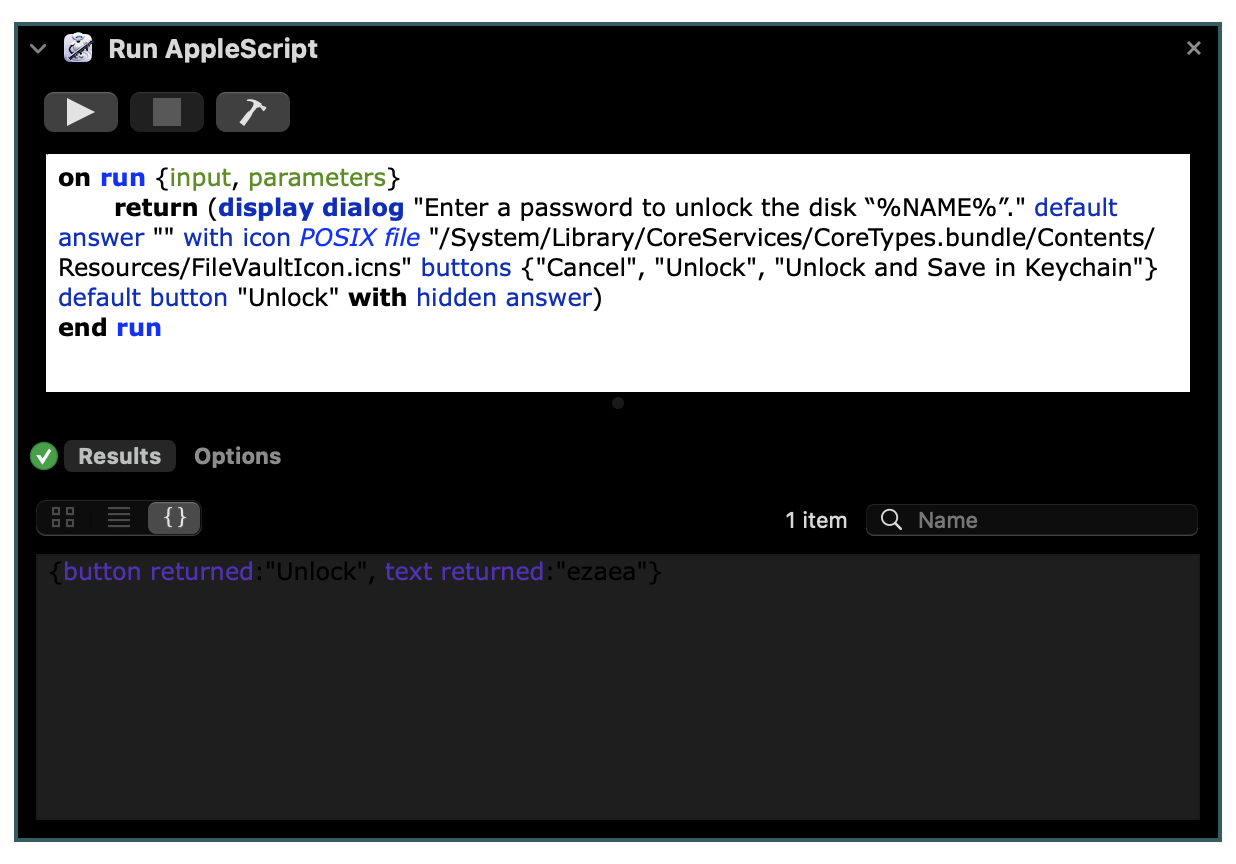 Run AppleScript
on run {input, parameters}
return (display dialog "Enter a password to unlock the disk “%NAME%”." default
answer "" with icon POSIX file "/System/Library/CoreServices/CoreTypes.bundle/Contents/
Resources/FileVaultIcon.icns" buttons {"Cancel", "Unlock", "Unlock and Save in Keychain"}
default button "Unlock" with hidden answer)
end run
Results Options
{} 1 item Name
{button returned:"Unlock", text returned:"ezaea"}